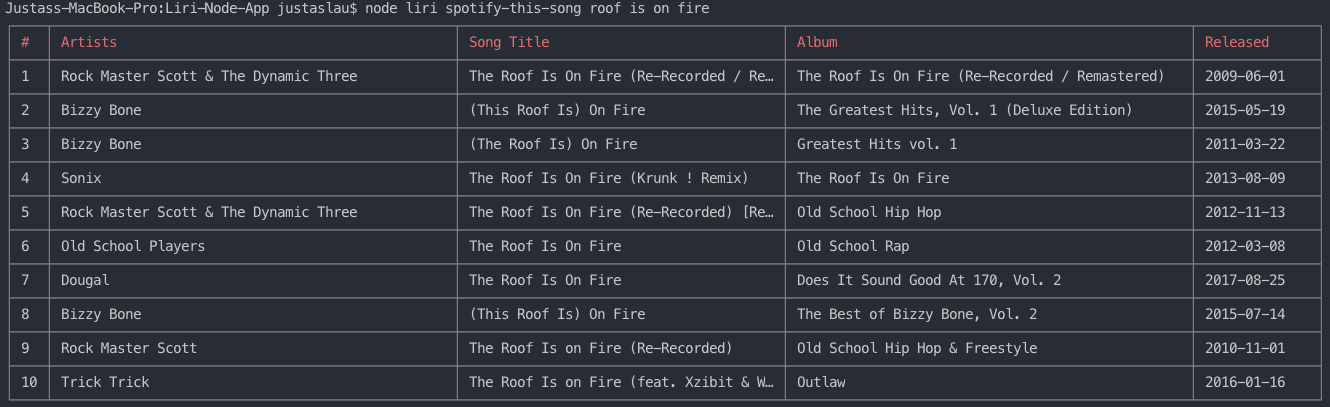 Justass-MacBook-Pro:Liri-Node-App justaslau$ node liri spotify-this-song roof is on fire
# Artists Song Title Album Released
1 Rock Master Scott & The Dynamic Three The Roof Is On Fire (Re-Recorded / Re… The Roof Is On Fire (Re-Recorded / Remastered) 2009-06-01
2 Bizzy Bone (This Roof Is) On Fire The Greatest Hits, Vol. 1 (Deluxe Edition) 2015-05-19
3 Bizzy Bone (The Roof Is) On Fire Greatest Hits vol. 1 2011-03-22
4 Sonix The Roof Is On Fire (Krunk ! Remix) The Roof Is On Fire 2013-08-09
5 Rock Master Scott & The Dynamic Three The Roof Is On Fire (Re-Recorded) [Re… Old School Hip Hop 2012-11-13
6 Old School Players The Roof Is On Fire Old School Rap 2012-03-08
7 Dougal The Roof Is On Fire Does It Sound Good At 170, Vol. 2 2017-08-25
8 Bizzy Bone (This Roof Is) On Fire The Best of Bizzy Bone, Vol. 2 2015-07-14
9 Rock Master Scott The Roof Is on Fire (Re-Recorded) Old School Hip Hop & Freestyle 2010-11-01
10 Trick Trick The Roof Is on Fire (feat. Xzibit & W… Outlaw 2016-01-16